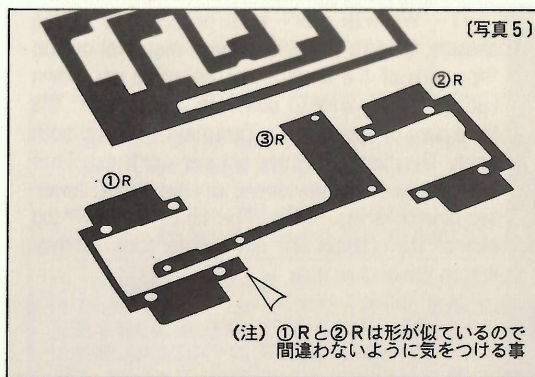 (写真5)
②R
③R
①R
(注) ①Rと②Rは形が似ているので
間違わないように気をつける事